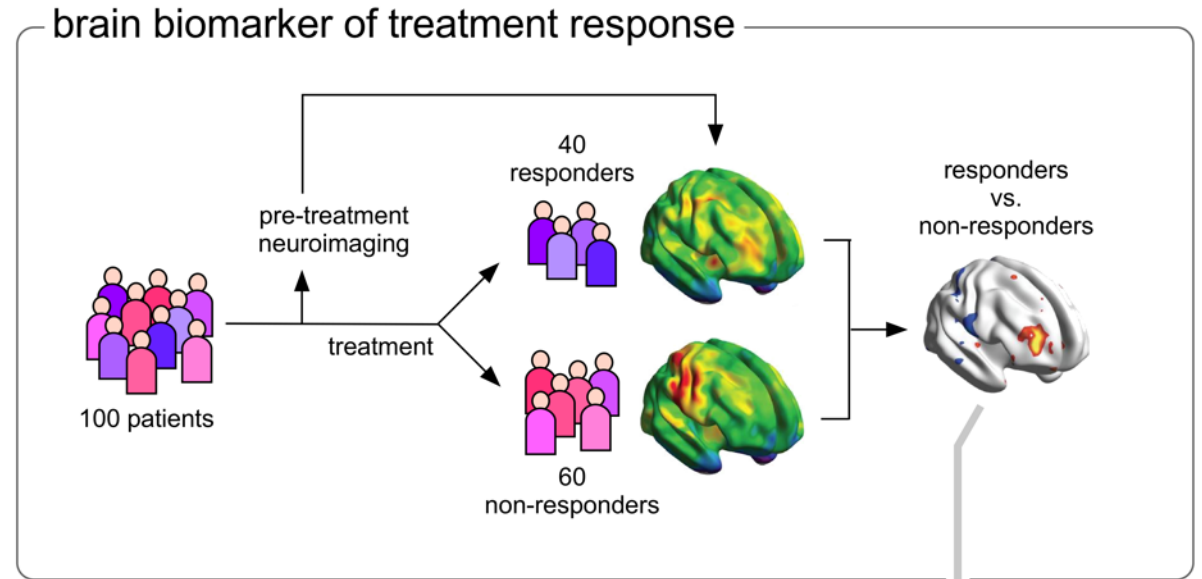 brain biomarker of treatment response
40
responders
pre-treatment
neuroimaging
responders
vs.
non-responders
treatment
100 patients
60
non-responders